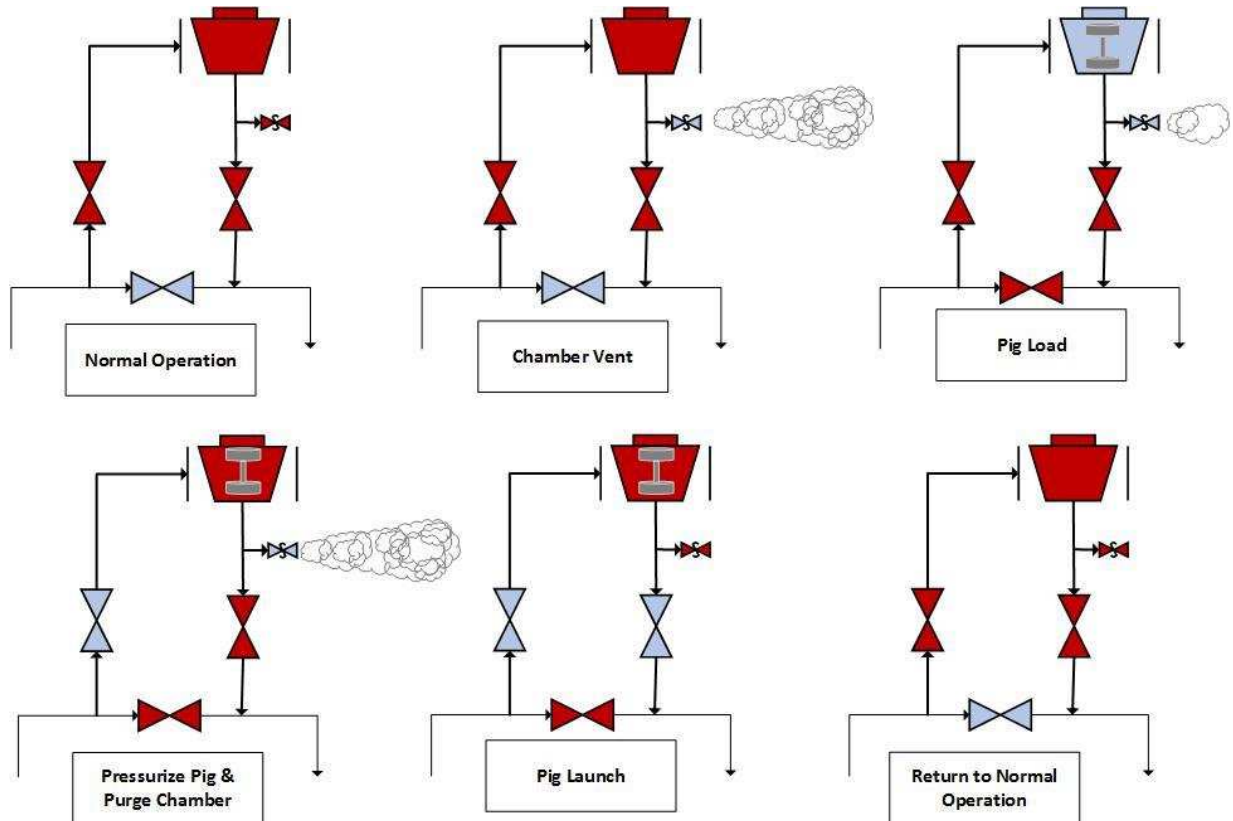 Normal Operation
Chamber Vent
Pig Load
Pressurize Pig &
Purge Chamber
Pig Launch
Return to Normal
Operation